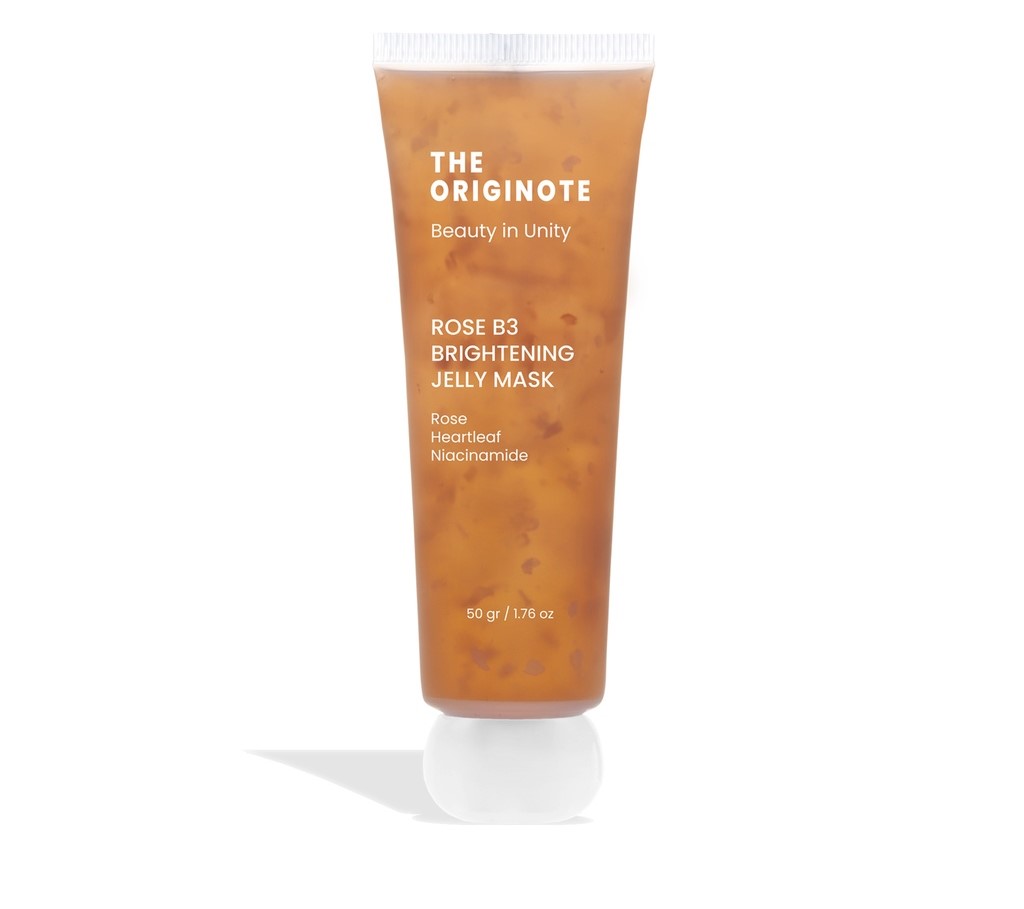 THE
ORIGINOTE
Beauty in Unity
ROSE B3
BRIGHTENING
JELLY MASK
Rose
Heartleaf
Niacinamide
50 gr / 1.76 oz